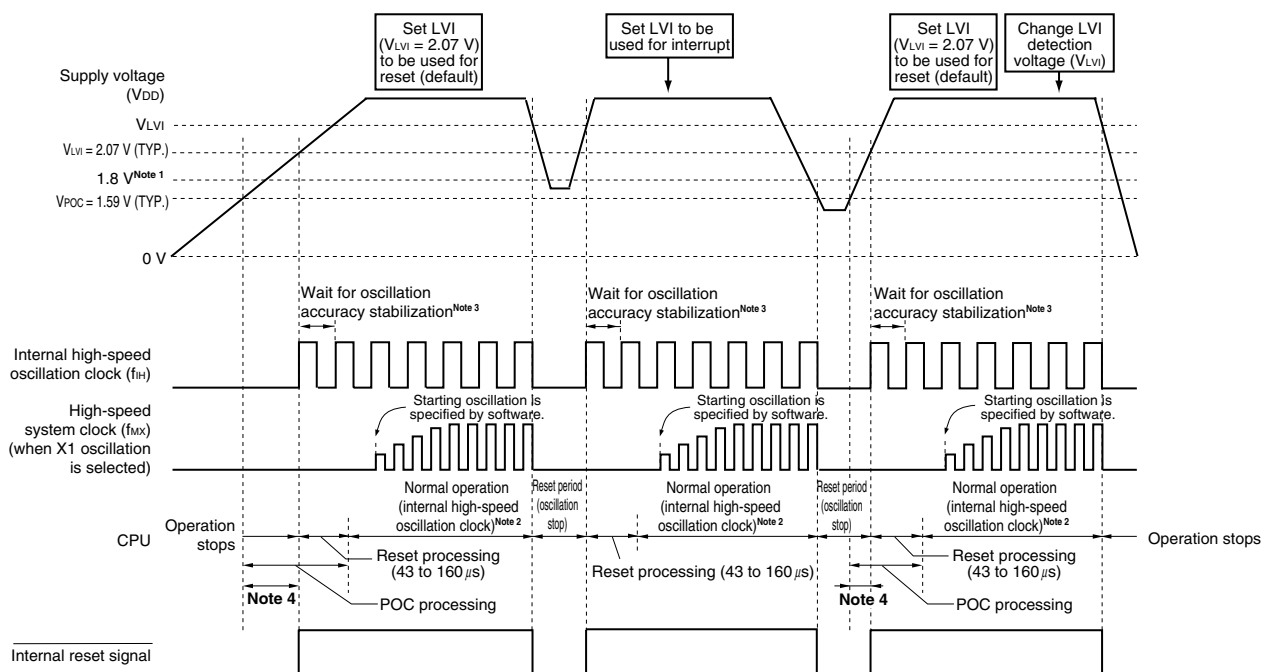 Set LVI
(VLVI = 2.07 V)
to be used for
reset (default)
Set LVI to be
used for interrupt
Set LVI
(VLVI = 2.07 V)
to be used for
reset (default)
Change LVI
detection
voltage (VLVI)
Supply voltage
(VDD)
VLVI
VLVI = 2.07 V (TYP.)
1.8 V Note 1
VPOC = 1.59 V (TYP.)
0 V
Wait for oscillation
accuracy stabilization Note 3
Wait for oscillation
accuracy stabilization Note 3
Wait for oscillation
accuracy stabilization Note 3
Internal high-speed
oscillation clock (fIH)
High-speed
system clock (fMX)
(when X1 oscillation
is selected)
Starting oscillation is
specified by software.
Starting oscillation is
specified by software.
Starting oscillation is
specified by software.
CPU
Operation
stops
Normal operation
(internal high-speed
oscillation clock) Note 2
Reset period
(oscillation
stop)
Normal operation
(internal high-speed
oscillation clock) Note 2
Reset period
(oscillation
stop)
Normal operation
(internal high-speed
oscillation clock) Note 2
Operation stops
Reset processing
(43 to 160 μs)
Reset processing (43 to 160 μs)
Reset processing
(43 to 160 μs)
Note 4
POC processing
Note 4
POC processing
Internal reset signal